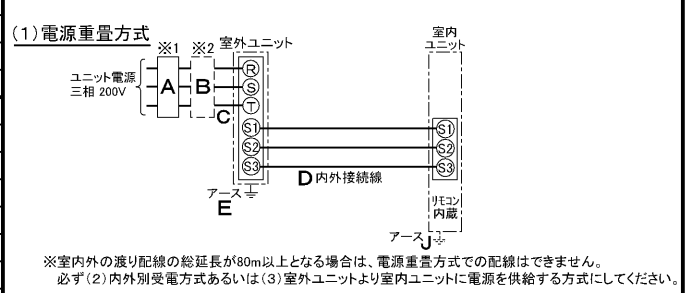 (1)電源重畳方式
※1
※2
室外ユニット
室内
ユニット
ユニット電源
三相 200V
A
B
C
R
S
T
S1
S2
S3
S1
S2
S3
D 内外接続線
アース
E
リモコン
内蔵
アース J
※室内外の渡り配線の総延長が80m以上となる場合は、電源重畳方式での配線はできません。
必ず(2)内外別受電方式あるいは(3)室外ユニットより室内ユニットに電源を供給する方式にしてください。